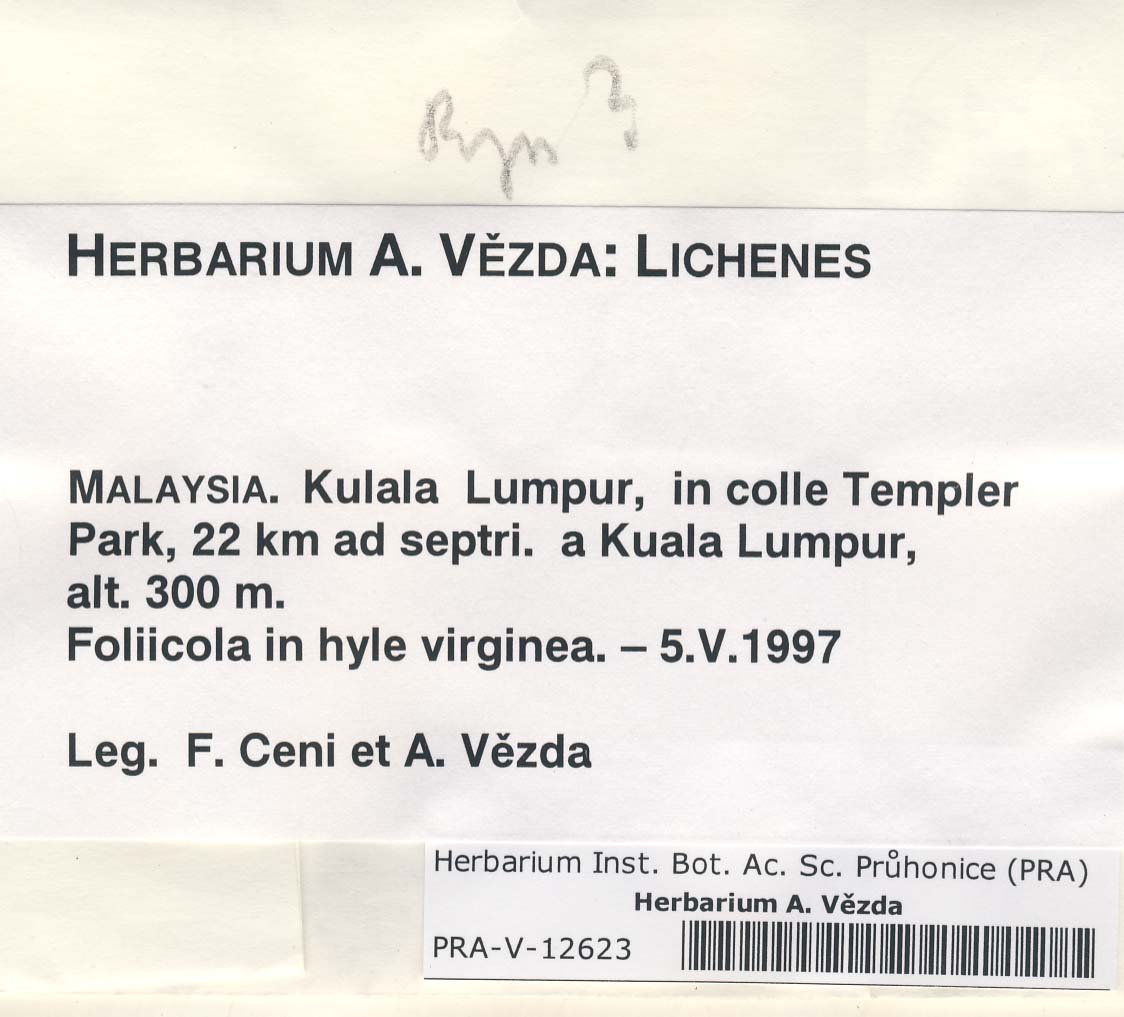 HERBARIUM A. VĚZDA: LICHENES
MALAYSIA. Kulala Lumpur, in colle Templer
Park, 22 km ad septri. a Kuala Lumpur,
alt. 300 m.
Foliicola in hyle virginea. – 5.V.1997
Leg. F. Ceni et A. Vězda
Herbarium Inst. Bot. Ac. Sc. Průhonice (PRA)
Herbarium A. Vězda
PRA-V-12623